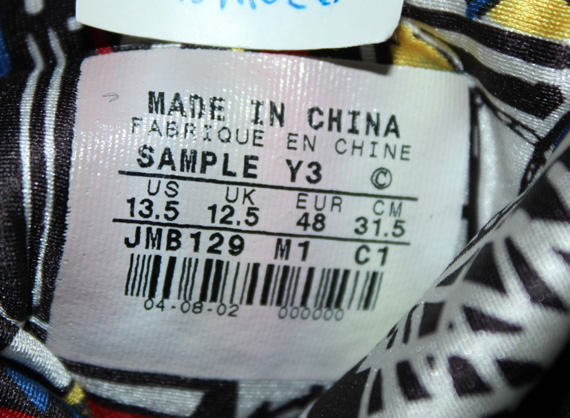 MADE IN CHINA
FABRIQUE EN CHINE
SAMPLE Y3 ©
US UK EUR CM
13.5 12.5 48 31.5
JMB129 M1 C1
04-08-02 000000